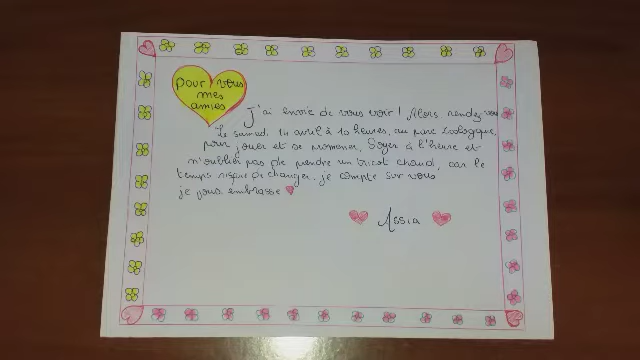 pour vous
mes
amies
J'ai envie de vous voir ! Alors rendez-vous
le samedi 14 avril à 10 heures, au parc Zoologique,
pour jouer et se promener. Soyer à l'heure et
n'oublier pas de prendre un tricot chaud, car le
temps risque de changer. je compte sur vous
je vous embrasse
Assia